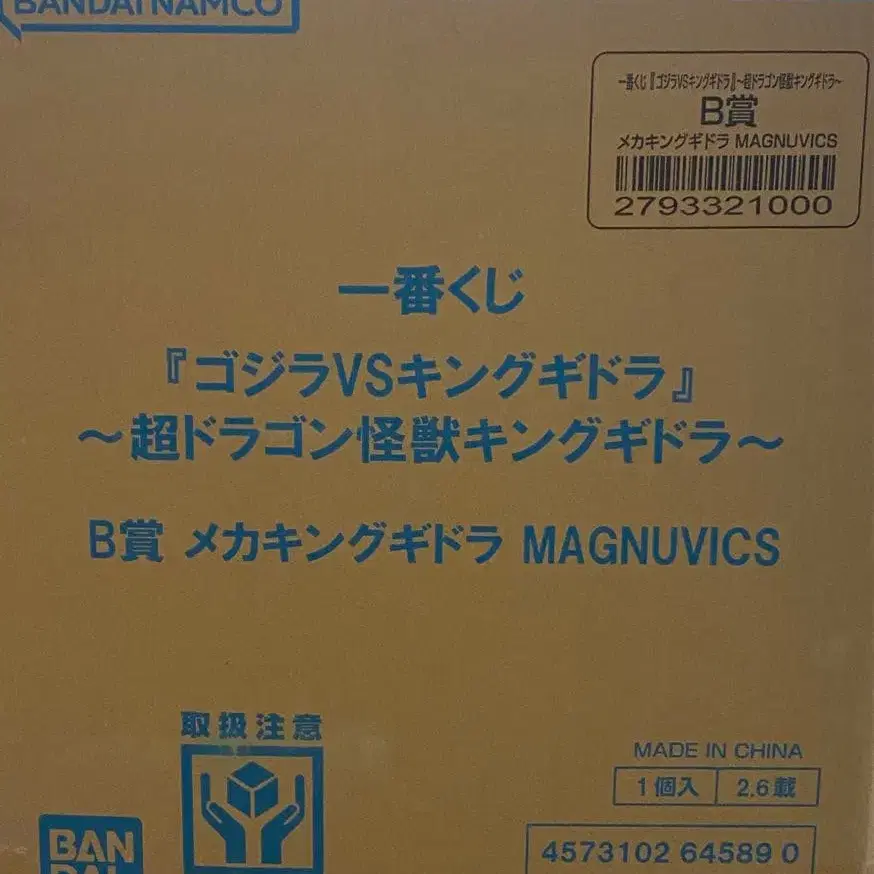 BANDAI NAMCO
一番くじ『ゴジラVSキングギドラ』〜超ドラゴン怪獣キングギドラ〜
B賞
メカキングギドラ MAGNUVICS
2793321000
一番くじ
『ゴジラVSキングギドラ』
〜超ドラゴン怪獣キングギドラ〜
B賞 メカキングギドラ MAGNUVICS
取扱注意
MADE IN CHINA
1個入 2.6載
BAN
DAI
4573102 64589 0